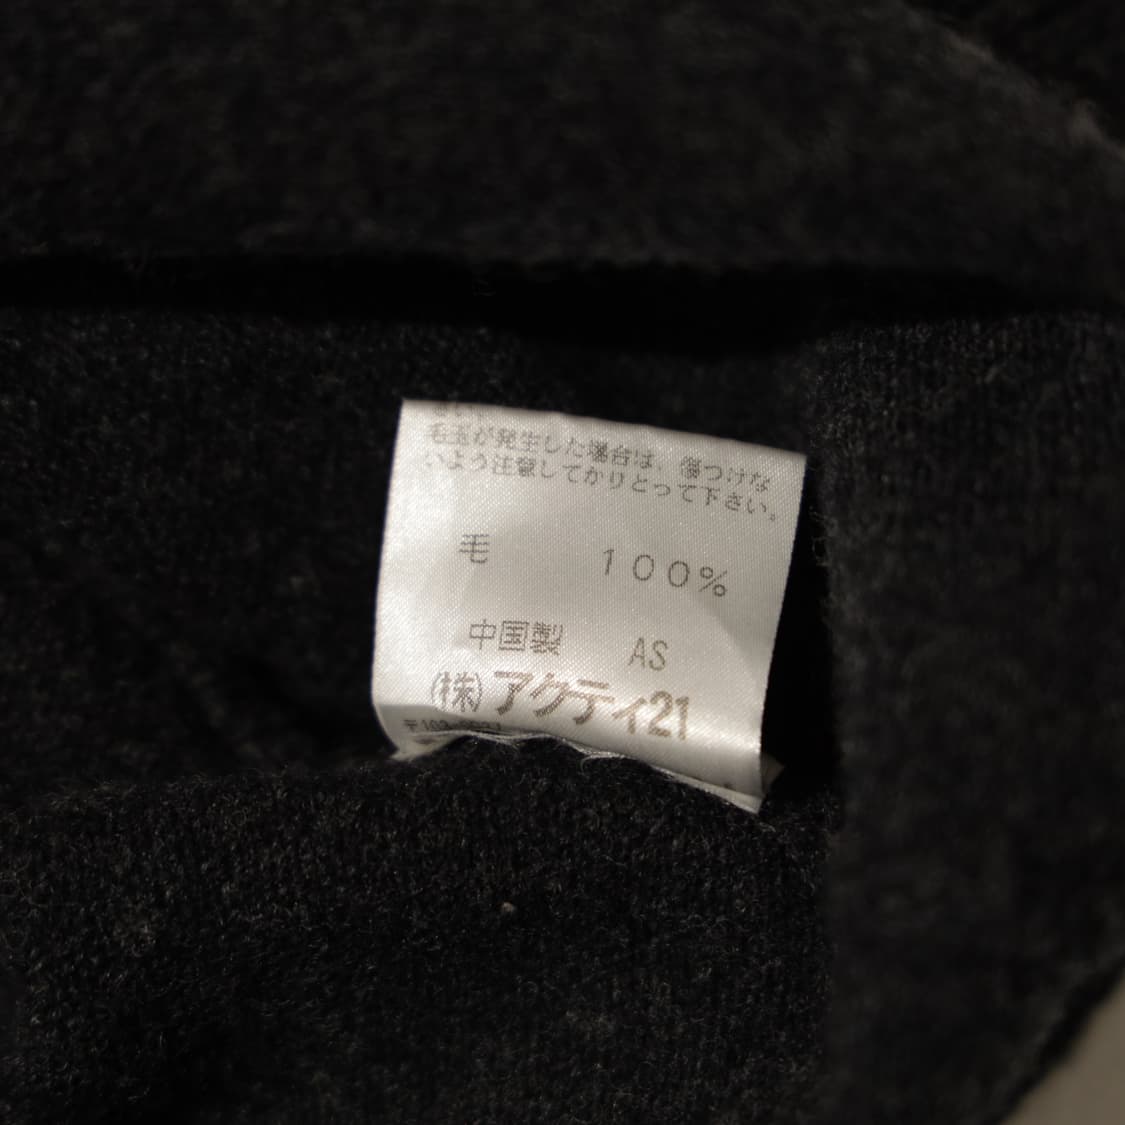 毛玉が発生した場合は、傷つけな
いよう注意してかりとって下さい。
毛 100%
中国製 AS
(株)アクティ21